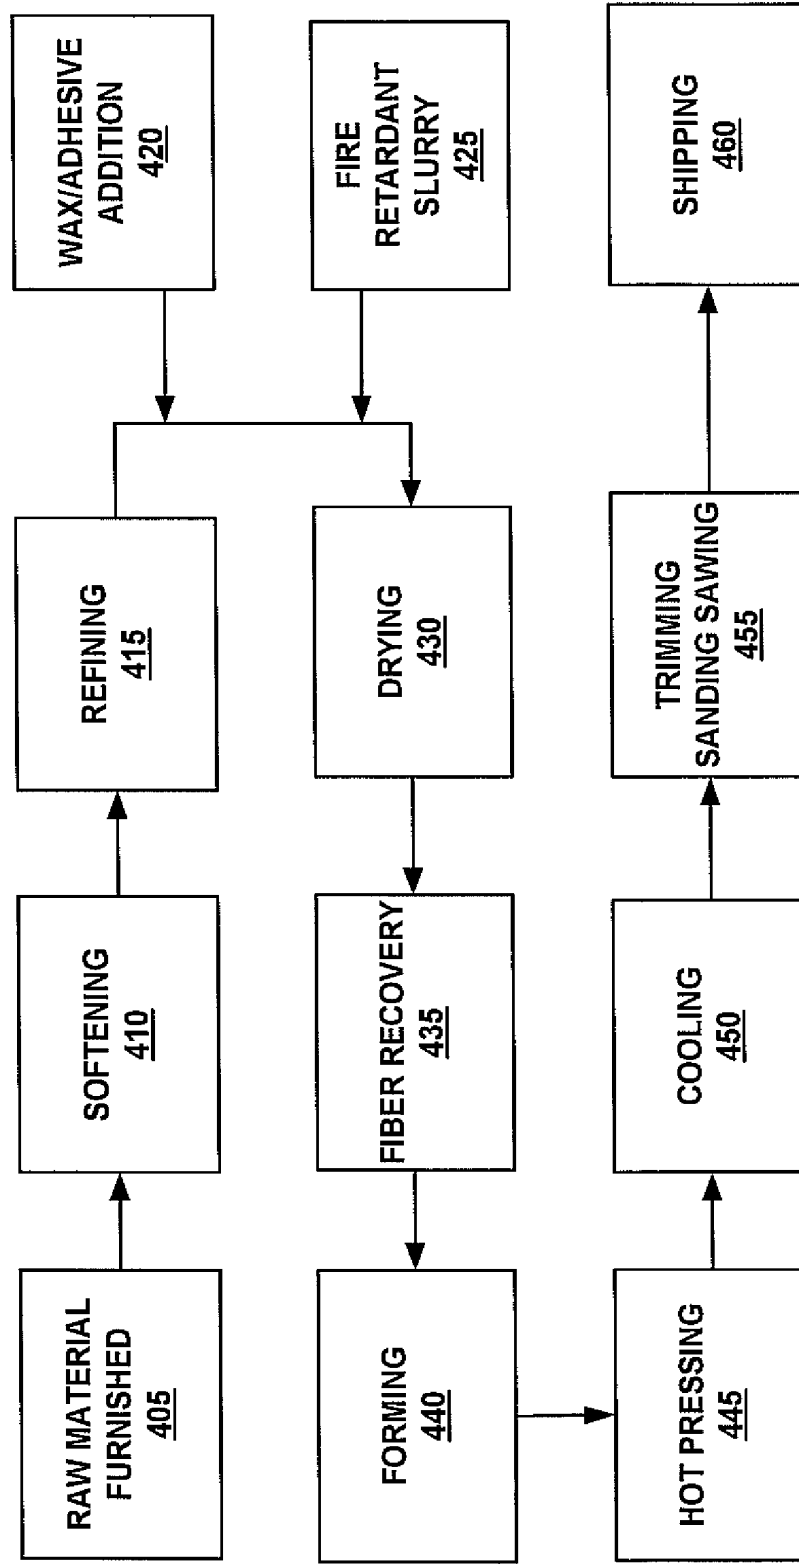 RAW MATERIAL
FURNISHED
405
SOFTENING
410
REFINING
415
WAX/ADHESIVE
ADDITION
420
FIRE
RETARDANT
SLURRY
425
DRYING
430
FIBER RECOVERY
435
FORMING
440
HOT PRESSING
445
COOLING
450
TRIMMING
SANDING SAWING
455
SHIPPING
460